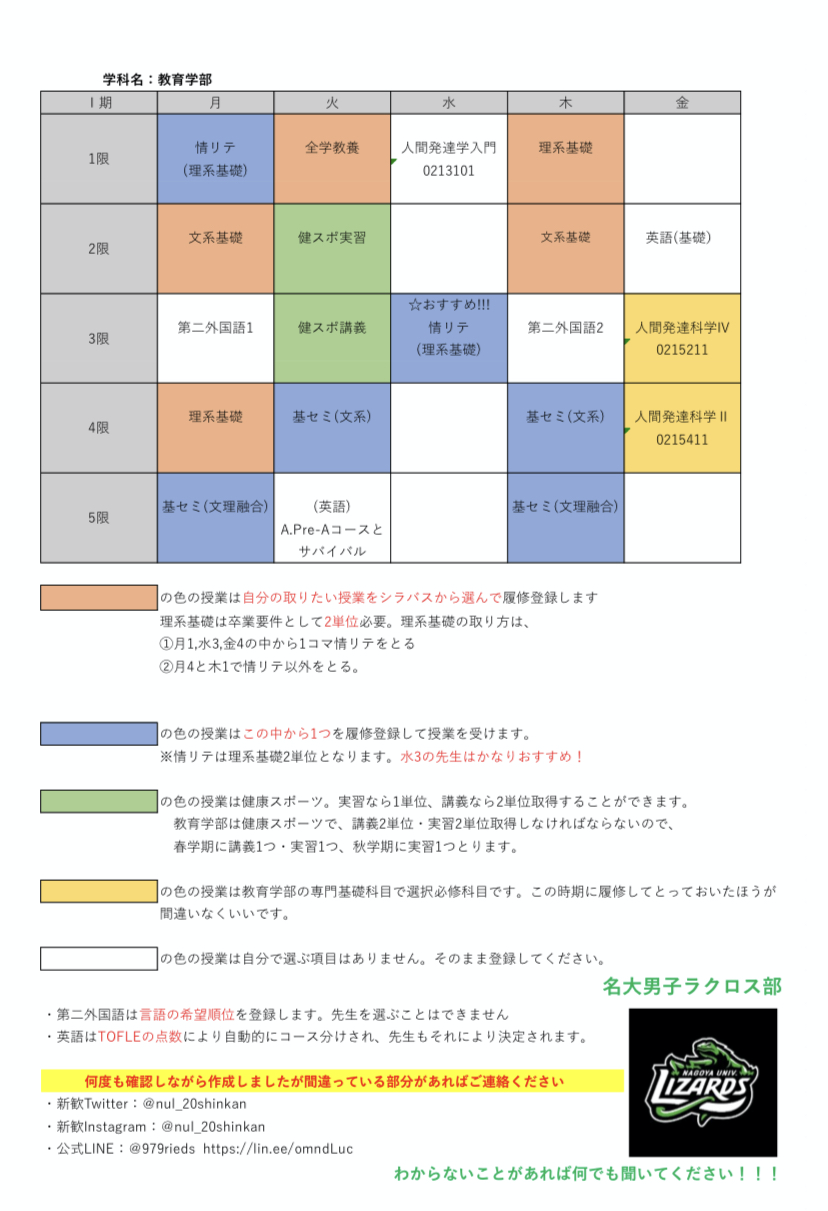 学科名：教育学部
Ⅰ期 月 火 水 木 金
1限 情リテ (理系基礎) 全学教養 人間発達学入門 0213101 理系基礎
2限 文系基礎 健スポ実習 文系基礎 英語(基礎)
3限 第二外国語1 健スポ講義 ☆おすすめ!!! 情リテ (理系基礎) 第二外国語2 人間発達科学Ⅳ 0215211
4限 理系基礎 基セミ(文系) 基セミ(文系) 人間発達科学Ⅱ 0215411
5限 基セミ(文理融合) (英語) A.Pre-Aコースと サバイバル 基セミ(文理融合)
の色の授業は自分の取りたい授業をシラバスから選んで履修登録します
理系基礎は卒業要件として2単位必要。理系基礎の取り方は、
①月1,水3,金4の中から1コマ情リテをとる
②月4と木1で情リテ以外をとる。
の色の授業はこの中から1つを履修登録して授業を受けます。
※情リテは理系基礎2単位となります。水3の先生はかなりおすすめ！
の色の授業は健康スポーツ。実習なら1単位、講義なら2単位取得することができます。
教育学部は健康スポーツで、講義2単位・実習2単位取得しなければならないので、
春学期に講義1つ・実習1つ、秋学期に実習1つとります。
の色の授業は教育学部の専門基礎科目で選択必修科目です。この時期に履修してとっておいたほうが
間違いなくいいです。
の色の授業は自分で選ぶ項目はありません。そのまま登録してください。
名大男子ラクロス部
・第二外国語は言語の希望順位を登録します。先生を選ぶことはできません
・英語はTOFLEの点数により自動的にコース分けされ、先生もそれにより決定されます。
NAGOYA UNIV.
LIZARDS
何度も確認しながら作成しましたが間違っている部分があればご連絡ください
・新歓Twitter：@nul_20shinkan
・新歓Instagram：@nul_20shinkan
・公式LINE：@979rieds https://lin.ee/omndLuc
わからないことがあれば何でも聞いてください！！！